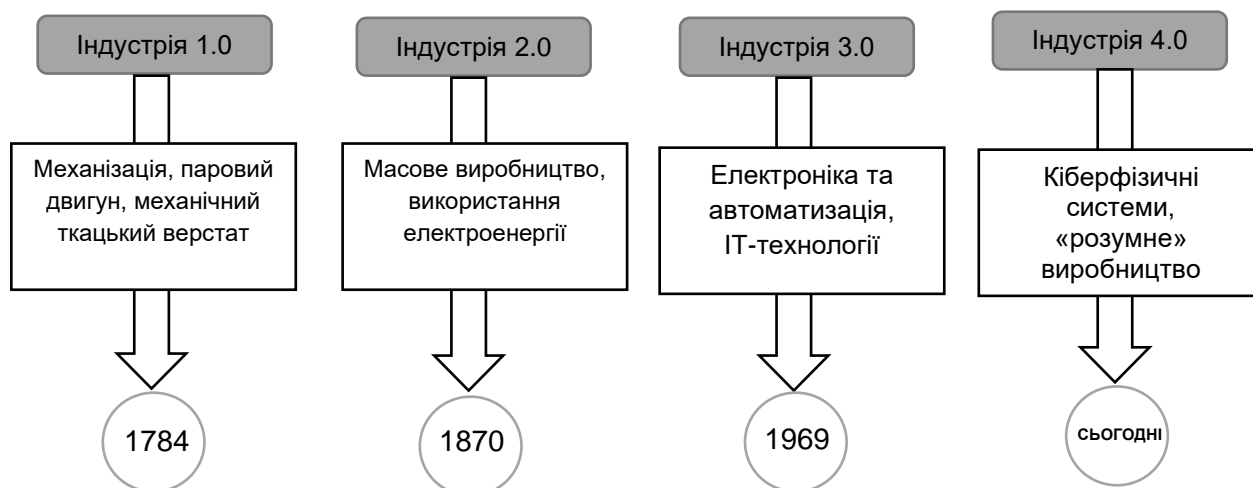 Індустрія 1.0
Механізація, паровий
двигун, механічний
ткацький верстат
1784
Індустрія 2.0
Масове виробництво,
використання
електроенергії
1870
Індустрія 3.0
Електроніка та
автоматизація,
ІТ-технології
1969
Індустрія 4.0
Кіберфізичні
системи,
«розумне»
виробництво
СЬОГОДНІ